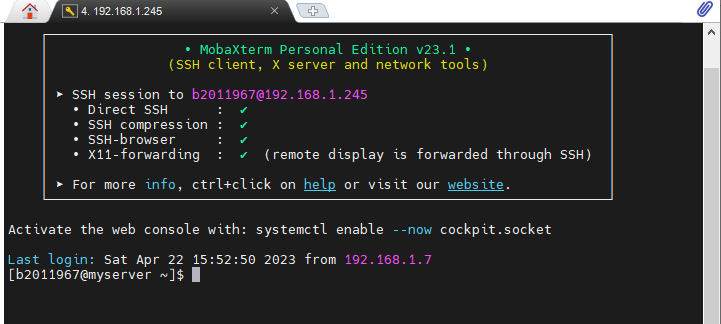 4. 192.168.1.245
• MobaXterm Personal Edition v23.1 •
(SSH client, X server and network tools)
➤ SSH session to b2011967@192.168.1.245
• Direct SSH : ✔
• SSH compression : ✔
• SSH-browser : ✔
• X11-forwarding : ✔ (remote display is forwarded through SSH)
➤ For more info, ctrl+click on help or visit our website.
Activate the web console with: systemctl enable --now cockpit.socket
Last login: Sat Apr 22 15:52:50 2023 from 192.168.1.7
[b2011967@myserver ~]$